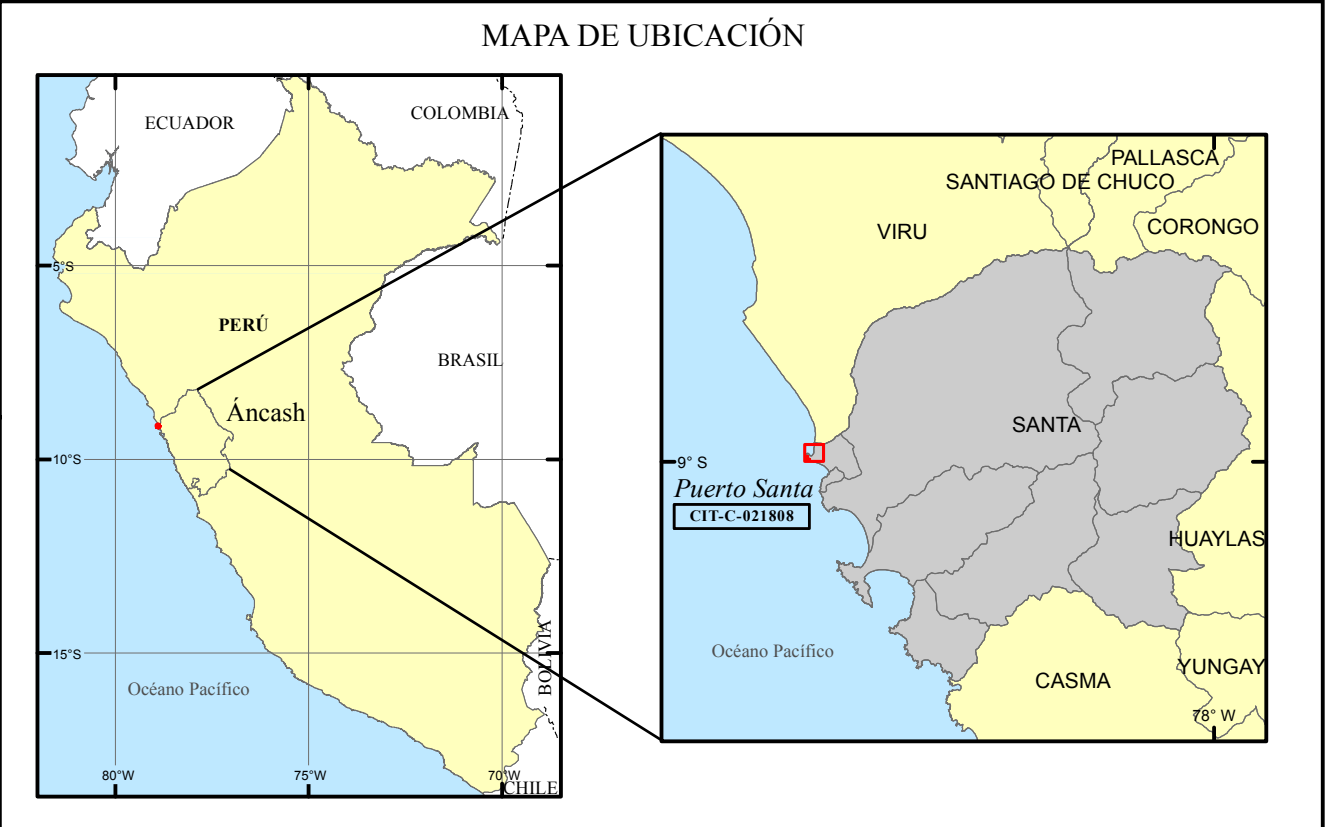 MAPA DE UBICACIÓN
ECUADOR
COLOMBIA
5°S
PERÚ
BRASIL
Áncash
10°S
15°S
BOLIVIA
Océano Pacífico
80°W
75°W
70°W
CHILE
PALLASCA
SANTIAGO DE CHUCO
VIRU
CORONGO
SANTA
9° S
Puerto Santa
CIT-C-021808
HUAYLAS
Océano Pacífico
CASMA
YUNGAY
78° W